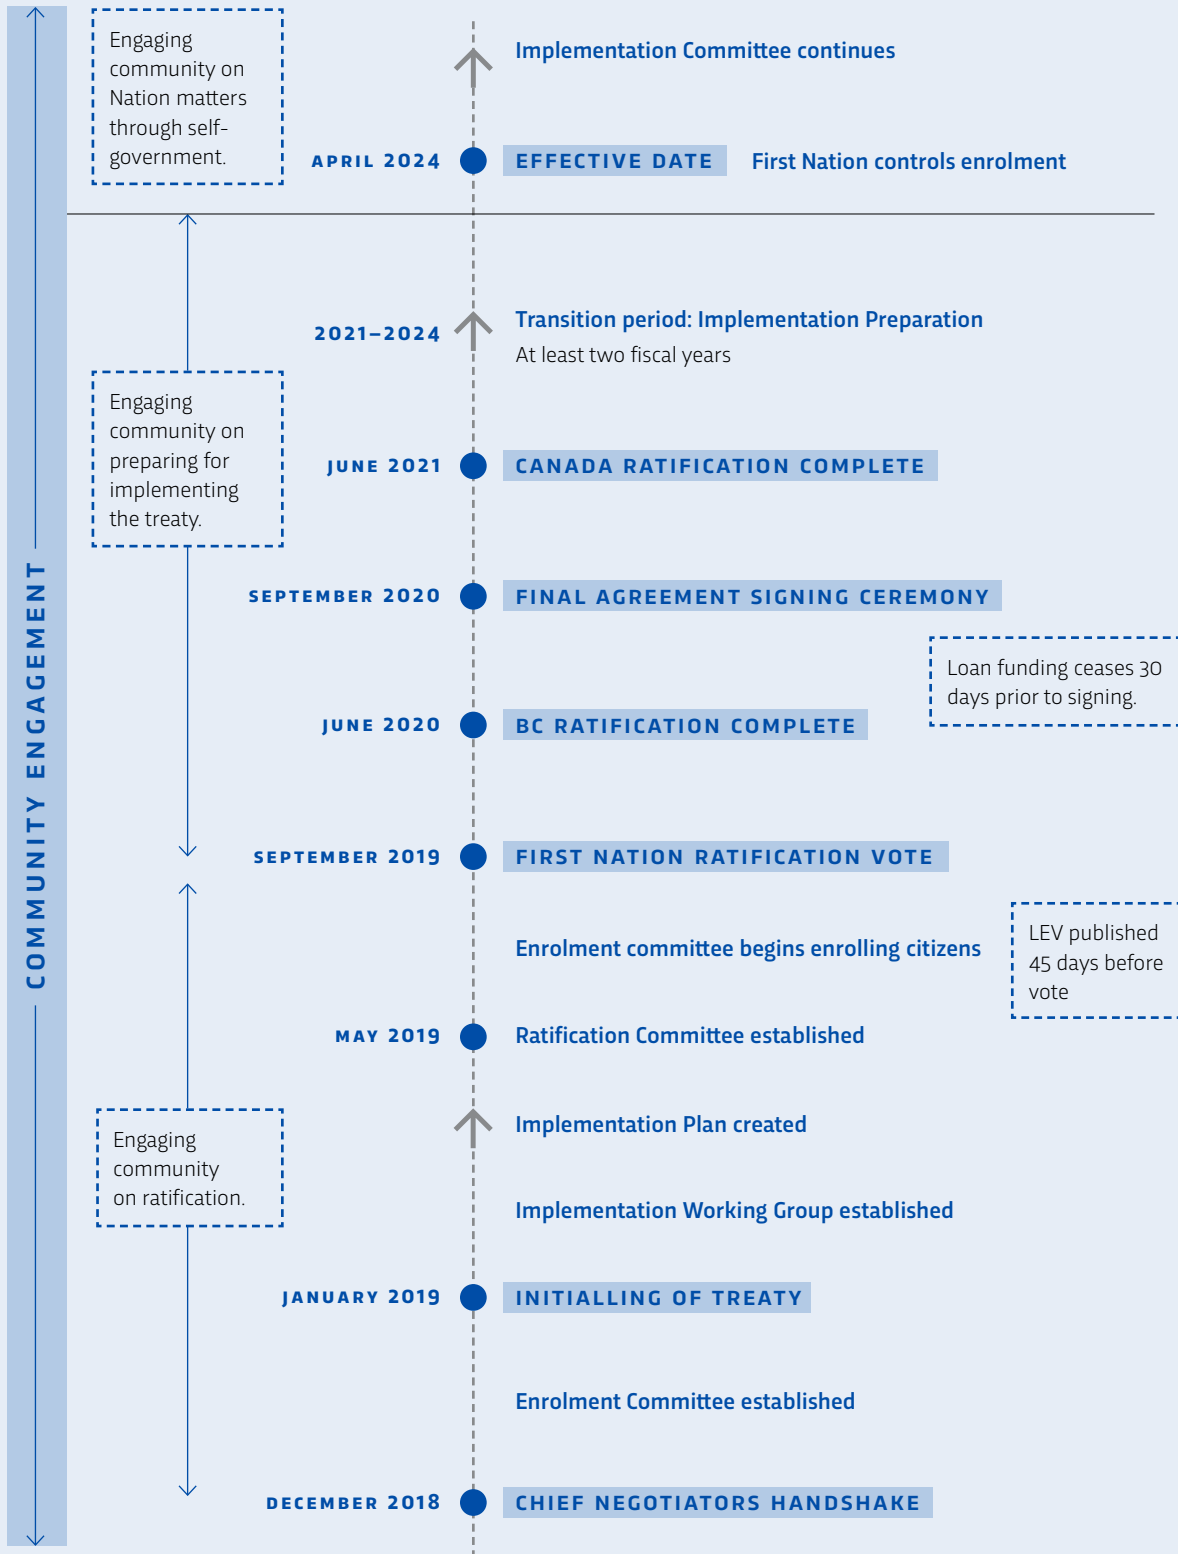 Engaging
community on
Nation matters
through self-
government.
Implementation Committee continues
APRIL 2024
EFFECTIVE DATE
First Nation controls enrolment
2021–2024
Transition period: Implementation Preparation
At least two fiscal years
Engaging
community on
preparing for
implementing
the treaty.
JUNE 2021
CANADA RATIFICATION COMPLETE
COMMUNITY ENGAGEMENT
SEPTEMBER 2020
FINAL AGREEMENT SIGNING CEREMONY
Loan funding ceases 30
days prior to signing.
JUNE 2020
BC RATIFICATION COMPLETE
SEPTEMBER 2019
FIRST NATION RATIFICATION VOTE
Enrolment committee begins enrolling citizens
LEV published
45 days before
vote
MAY 2019
Ratification Committee established
Implementation Plan created
Engaging
community
on ratification.
Implementation Working Group established
JANUARY 2019
INITIALLING OF TREATY
Enrolment Committee established
DECEMBER 2018
CHIEF NEGOTIATORS HANDSHAKE